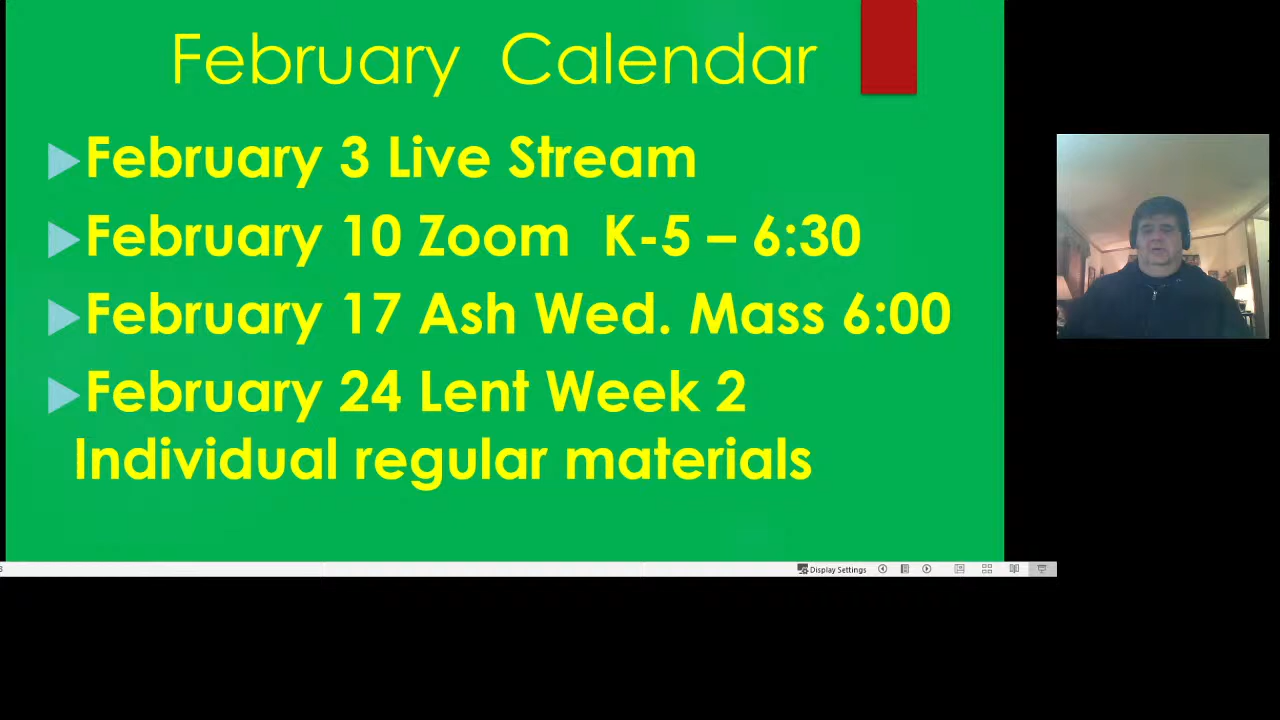 February Calendar
February 3 Live Stream
February 10 Zoom K-5 – 6:30
February 17 Ash Wed. Mass 6:00
February 24 Lent Week 2
Individual regular materials
Display Settings